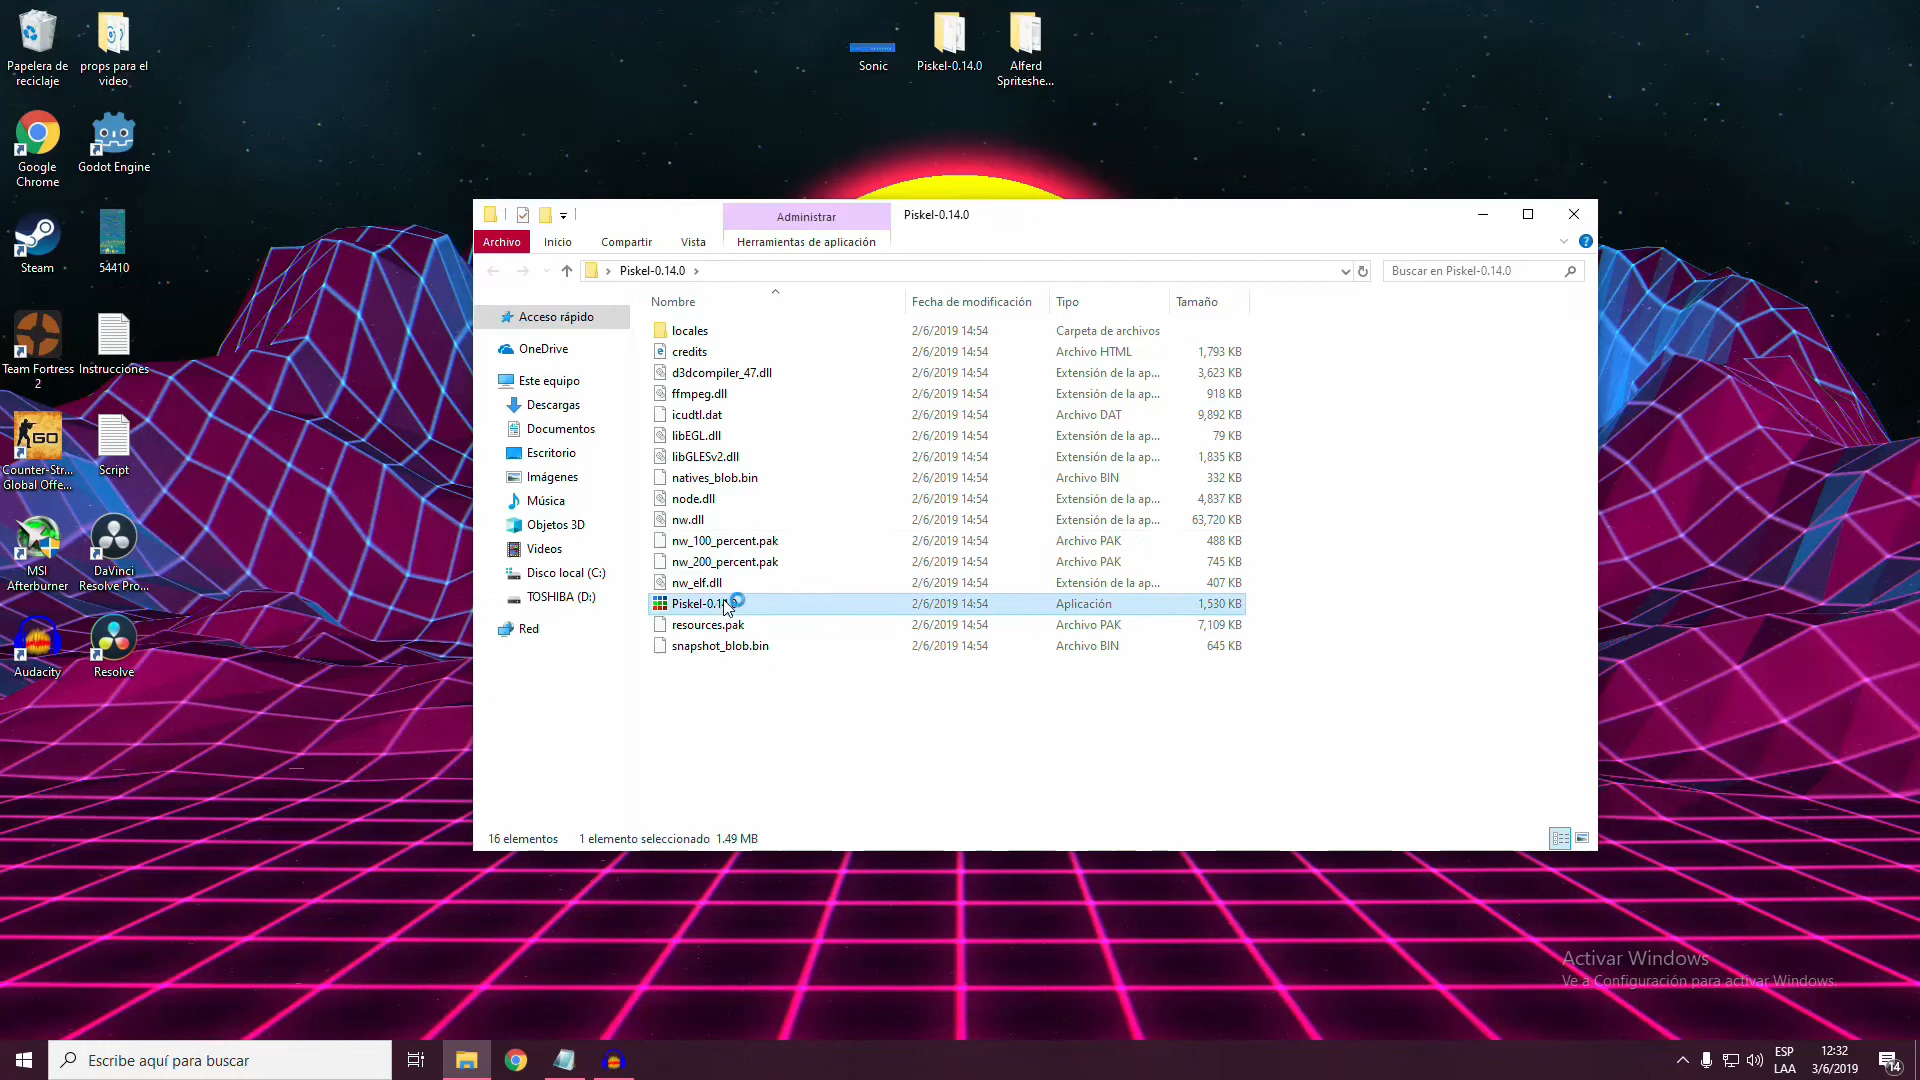 Papelera de
reciclaje
props para el
video
Sonic
Piskel-0.14.0
Alferd
Spriteshe...
Google
Chrome
Godot Engine
Steam
54410
Team Fortress
2
Instrucciones
GO
Counter-Str...
Global Offe...
Script
MSI
Afterburner
DaVinci
Resolve Pro...
Audacity
Resolve
Administrar
Piskel-0.14.0
Archivo
Inicio
Compartir
Vista
Herramientas de aplicación
Piskel-0.14.0
Buscar en Piskel-0.14.0
Acceso rápido
OneDrive
Este equipo
Descargas
Documentos
Escritorio
Imágenes
Música
Objetos 3D
Videos
Disco local (C:)
TOSHIBA (D:)
Red
Nombre Fecha de modificación Tipo Tamaño
locales 2/6/2019 14:54 Carpeta de archivos
credits 2/6/2019 14:54 Archivo HTML 1,793 KB
d3dcompiler_47.dll 2/6/2019 14:54 Extensión de la ap... 3,623 KB
ffmpeg.dll 2/6/2019 14:54 Extensión de la ap... 918 KB
icudtl.dat 2/6/2019 14:54 Archivo DAT 9,892 KB
libEGL.dll 2/6/2019 14:54 Extensión de la ap... 79 KB
libGLESv2.dll 2/6/2019 14:54 Extensión de la ap... 1,835 KB
natives_blob.bin 2/6/2019 14:54 Archivo BIN 332 KB
node.dll 2/6/2019 14:54 Extensión de la ap... 4,837 KB
nw.dll 2/6/2019 14:54 Extensión de la ap... 63,720 KB
nw_100_percent.pak 2/6/2019 14:54 Archivo PAK 488 KB
nw_200_percent.pak 2/6/2019 14:54 Archivo PAK 745 KB
nw_elf.dll 2/6/2019 14:54 Extensión de la ap... 407 KB
Piskel-0.14.0 2/6/2019 14:54 Aplicación 1,530 KB
resources.pak 2/6/2019 14:54 Archivo PAK 7,109 KB
snapshot_blob.bin 2/6/2019 14:54 Archivo BIN 645 KB
16 elementos 1 elemento seleccionado 1.49 MB
Activar Windows
Ve a Configuración para activar Windows.
Escribe aquí para buscar
ESP
LAA
12:32
3/6/2019
14